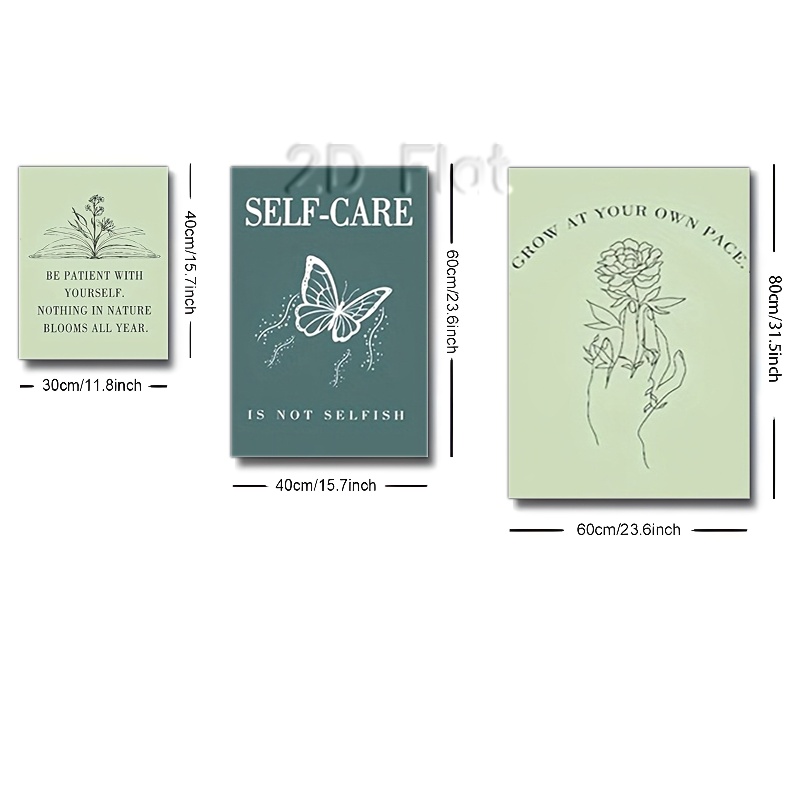 2D Flat
BE PATIENT WITH
YOURSELF.
NOTHING IN NATURE
BLOOMS ALL YEAR.
40cm/15.7inch
30cm/11.8inch
SELF-CARE
IS NOT SELFISH
60cm/23.6inch
40cm/15.7inch
GROW AT YOUR OWN PACE.
80cm/31.5inch
60cm/23.6inch